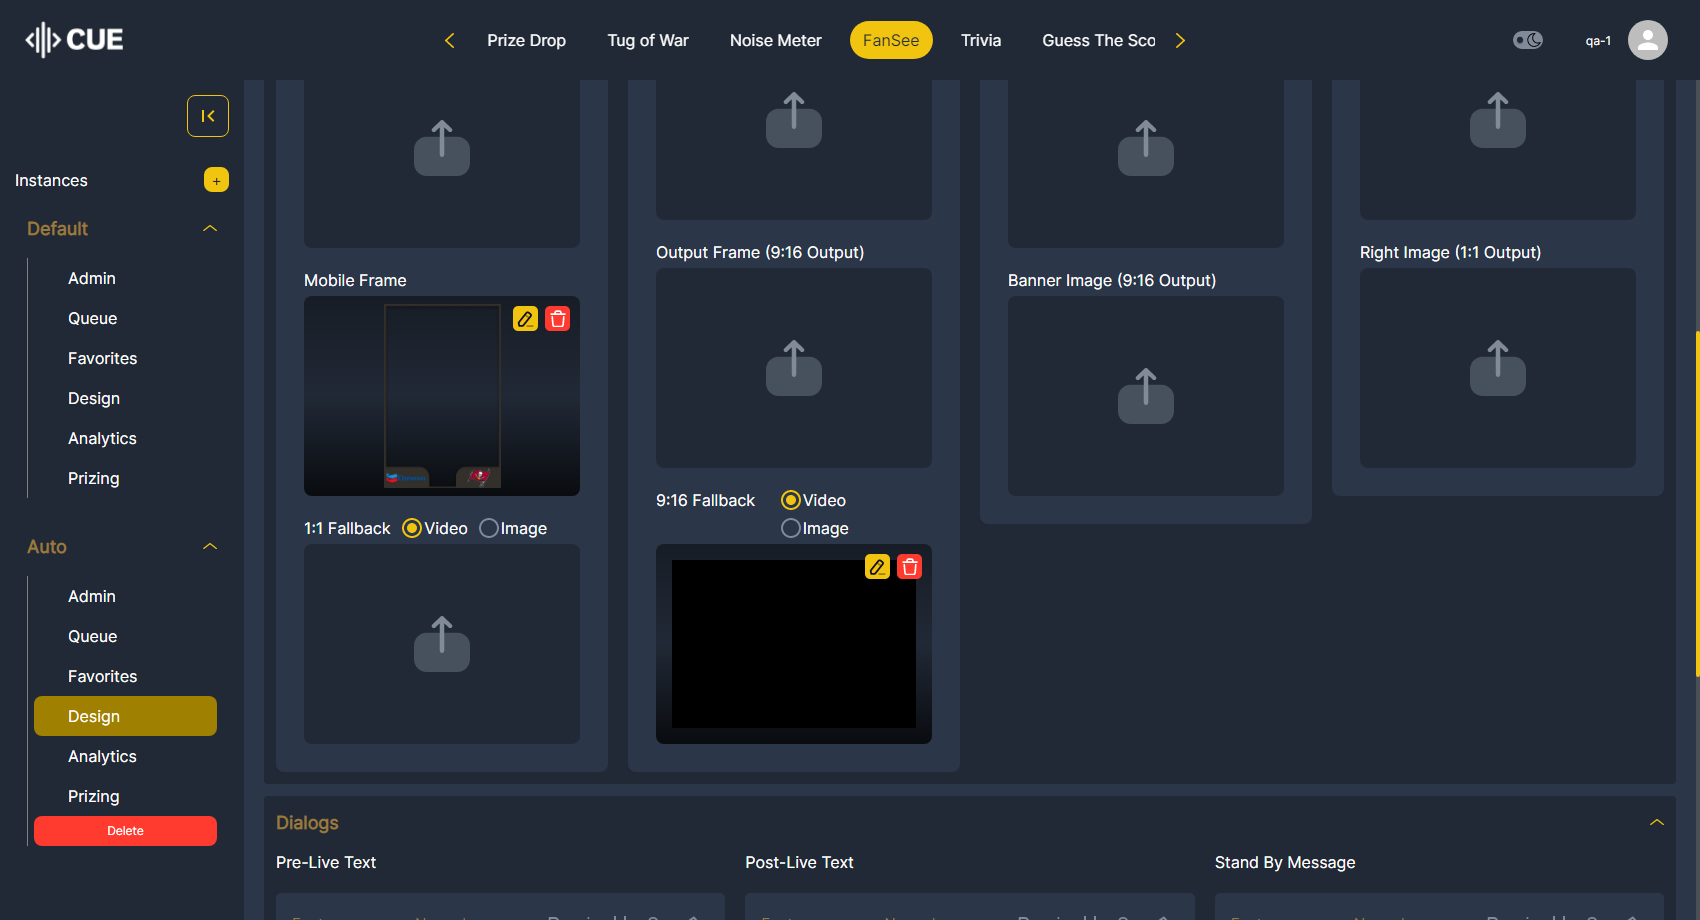 CUE
Prize Drop
Tug of War
Noise Meter
FanSee
Trivia
Guess The Sco
qa-1
Instances
+
Default
Admin
Queue
Favorites
Design
Analytics
Prizing
Auto
Admin
Queue
Favorites
Design
Analytics
Prizing
Delete
Mobile Frame
1:1 Fallback
Video
Image
Output Frame (9:16 Output)
9:16 Fallback
Video
Image
Banner Image (9:16 Output)
Right Image (1:1 Output)
Dialogs
Pre-Live Text
Post-Live Text
Stand By Message